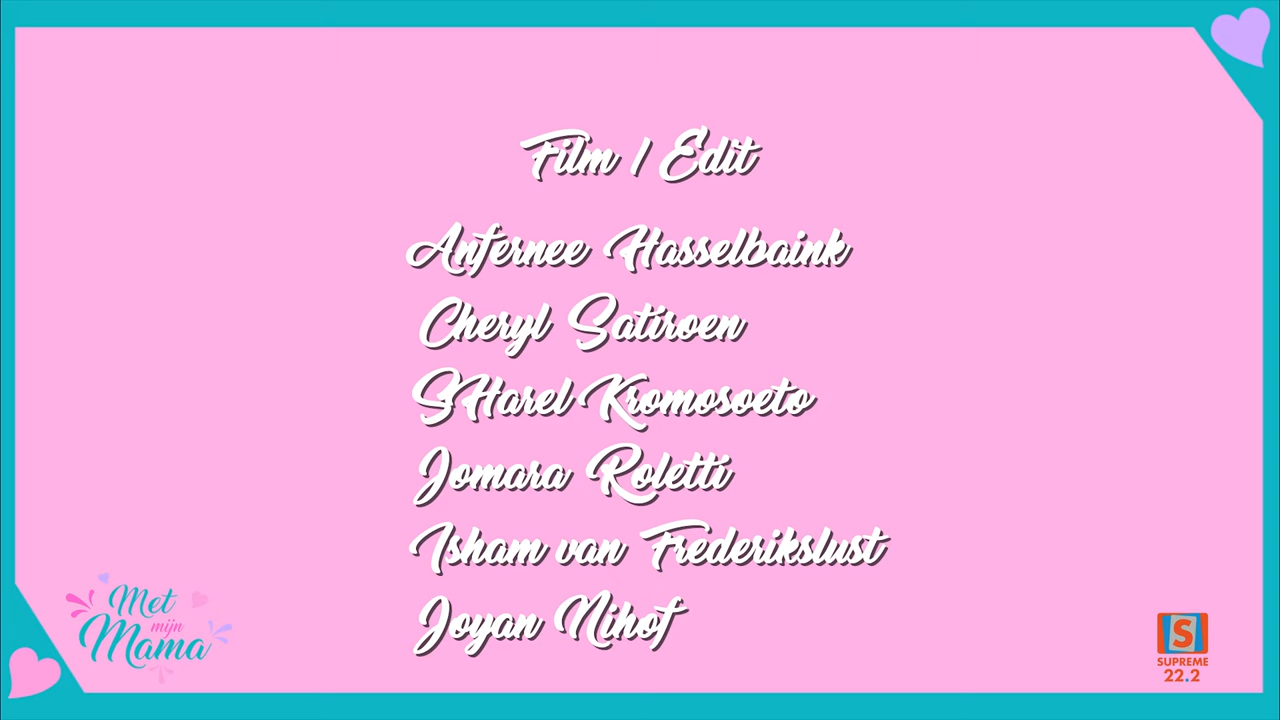 Film / Edit
Anfernee Hasselbaink
Cheryl Satiroen
SHarel Kromosoeto
Jomara Roletti
Isham van Frederikslust
Joyan Nihof
Met
mijn
Mama
S
SUPREME
22.2